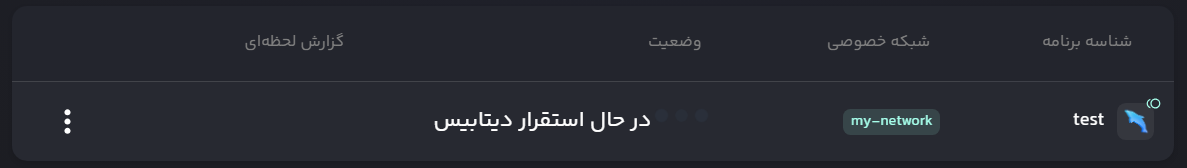 شناسه برنامه شبکه خصوصی وضعیت گزارش لحظه‌ای
test my-network در حال استقرار دیتابیس